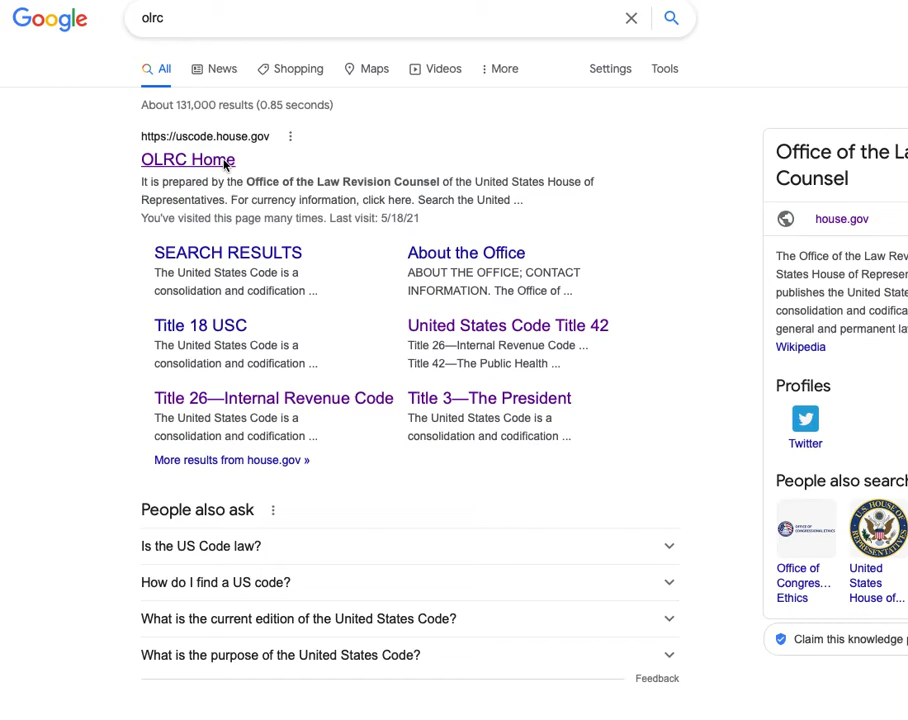 Google
olrc
All
News
Shopping
Maps
Videos
More
Settings
Tools
About 131,000 results (0.85 seconds)
https://uscode.house.gov
OLRC Home
It is prepared by the Office of the Law Revision Counsel of the United States House of
Representatives. For currency information, click here. Search the United ...
You've visited this page many times. Last visit: 5/18/21
SEARCH RESULTS
The United States Code is a
consolidation and codification ...
About the Office
ABOUT THE OFFICE; CONTACT
INFORMATION. The Office of ...
Title 18 USC
The United States Code is a
consolidation and codification ...
United States Code Title 42
Title 26—Internal Revenue Code ...
Title 42—The Public Health ...
Title 26—Internal Revenue Code
The United States Code is a
consolidation and codification ...
Title 3—The President
The United States Code is a
consolidation and codification ...
More results from house.gov »
People also ask
Is the US Code law?
How do I find a US code?
What is the current edition of the United States Code?
What is the purpose of the United States Code?
Feedback
Office of the La
Counsel
house.gov
The Office of the Law Rev
States House of Represer
publishes the United State
consolidation and codifica
general and permanent la
Wikipedia
Profiles
Twitter
People also search
Office of
Congres...
Ethics
United
States
House of...
Claim this knowledge